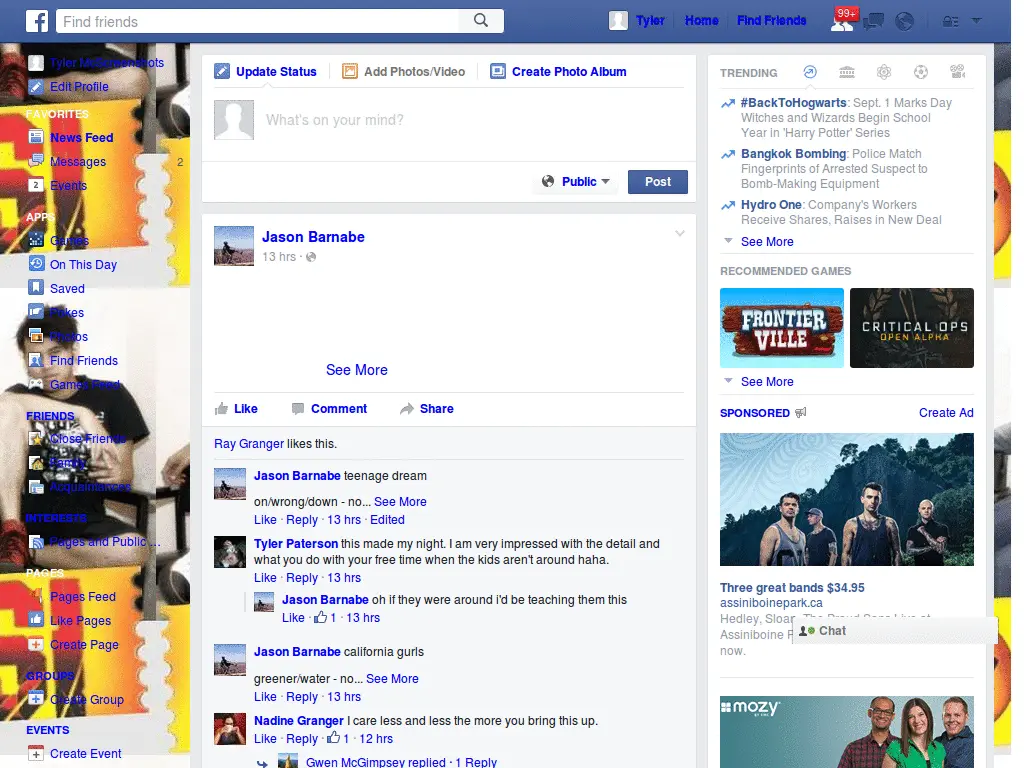 Find friends
Tyler
Home
Find Friends
99+
Tyler McScreenshots
Edit Profile
FAVORITES
News Feed
Messages
2
2
Events
APPS
Games
On This Day
Saved
Pokes
Photos
Find Friends
Games Feed
FRIENDS
Close Friends
Family
Acquaintances
INTERESTS
Pages and Public ...
PAGES
Pages Feed
Like Pages
Create Page
GROUPS
Create Group
EVENTS
Create Event
Update Status
Add Photos/Video
Create Photo Album
What's on your mind?
Public
Post
Jason Barnabe
13 hrs ·
See More
Like
Comment
Share
Ray Granger likes this.
Jason Barnabe teenage dream
on/wrong/down - no... See More
Like · Reply · 13 hrs · Edited
Tyler Paterson this made my night. I am very impressed with the detail and
what you do with your free time when the kids aren't around haha.
Like · Reply · 13 hrs
Jason Barnabe oh if they were around i'd be teaching them this
Like · 1 · 13 hrs
Jason Barnabe california gurls
greener/water - no... See More
Like · Reply · 13 hrs
Nadine Granger I care less and less the more you bring this up.
Like · Reply · 1 · 12 hrs
Gwen McGimpsey replied · 1 Reply
TRENDING
#BackToHogwarts: Sept. 1 Marks Day
Witches and Wizards Begin School
Year in 'Harry Potter' Series
Bangkok Bombing: Police Match
Fingerprints of Arrested Suspect to
Bomb-Making Equipment
Hydro One: Company's Workers
Receive Shares, Raises in New Deal
See More
RECOMMENDED GAMES
FRONTIER
VILLE
CRITICAL OPS
OPEN ALPHA
See More
SPONSORED
Create Ad
Three great bands $34.95
assiniboinepark.ca
Hedley, Sloan, The Proud Sons Live at
Assiniboine
now.
Chat
mozy